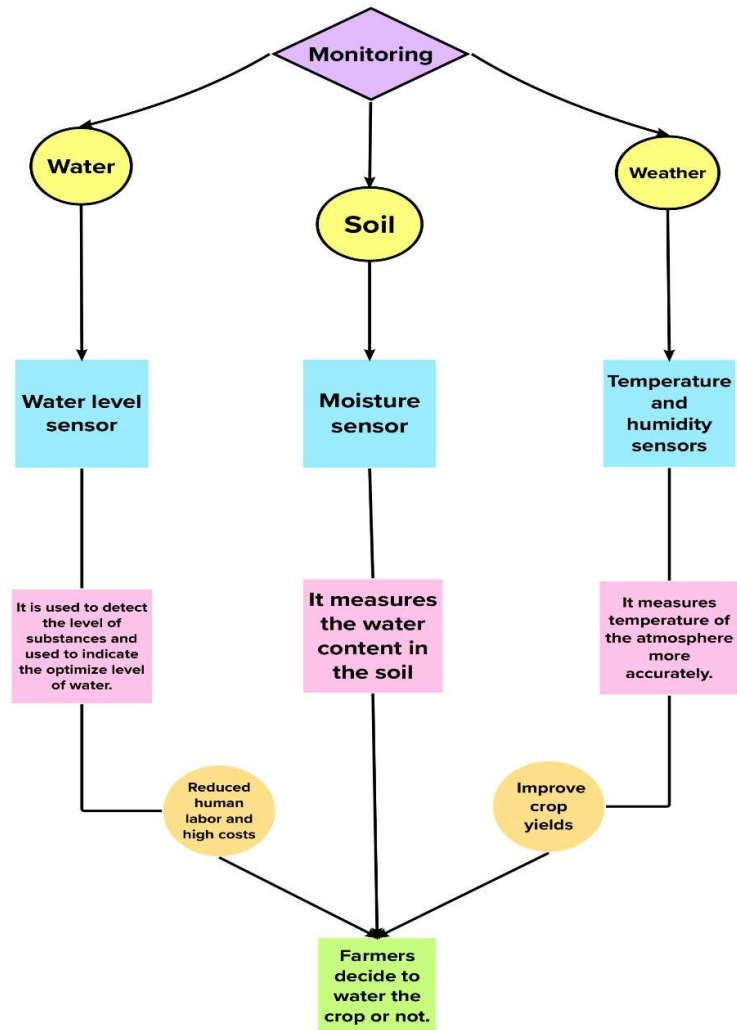 Monitoring
Water
Soil
Weather
Water level
sensor
Moisture
sensor
Temperature
and
humidity
sensors
It is used to detect
the level of
substances and
used to indicate
the optimize level
of water.
It measures
the water
content in
the soil
It measures
temperature of
the atmosphere
more
accurately.
Reduced
human
labor and
high costs
Improve
crop
yields
Farmers
decide to
water the
crop or not.